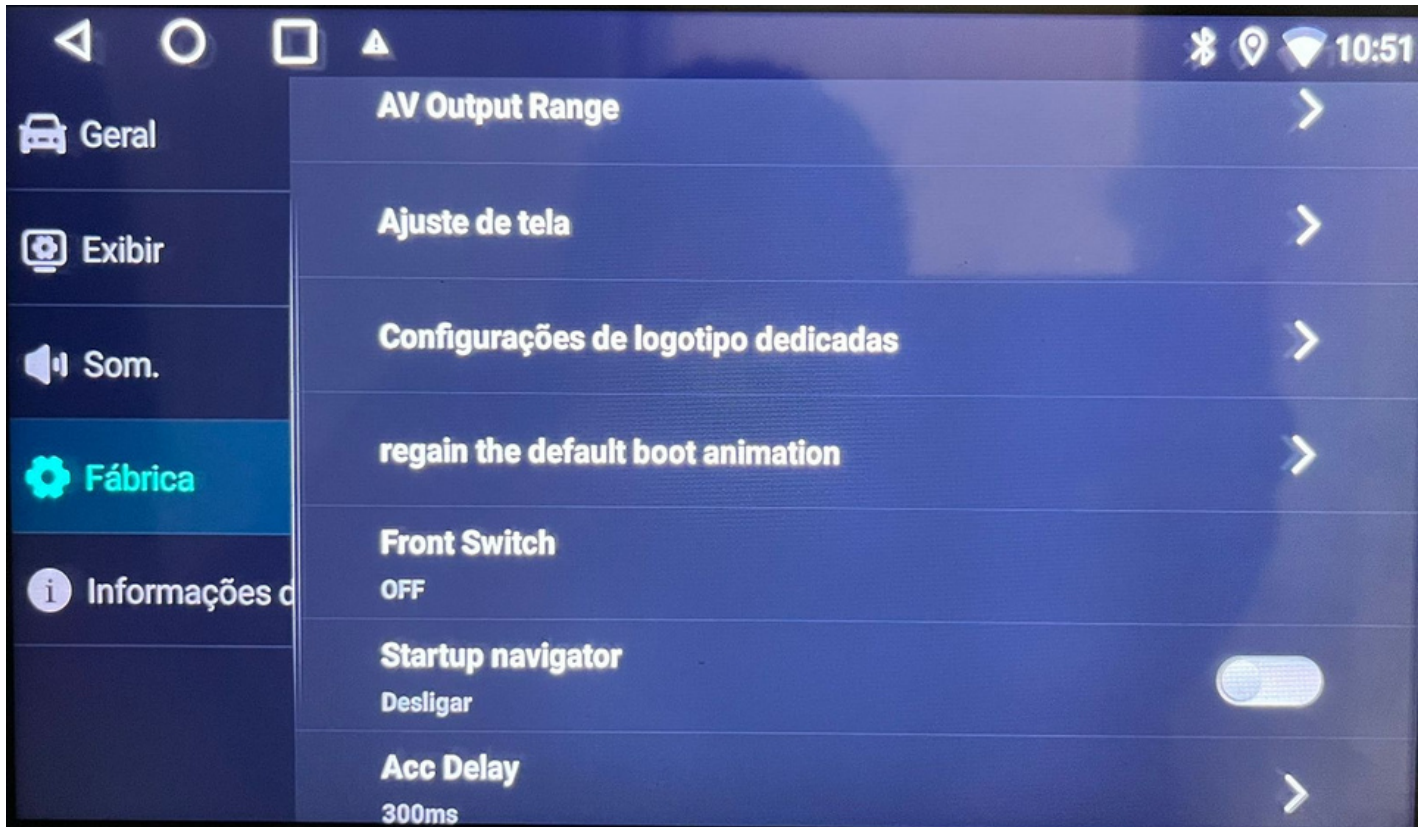 10:51
Geral
Exibir
Som.
Fábrica
Informações d
AV Output Range
Ajuste de tela
Configurações de logotipo dedicadas
regain the default boot animation
Front Switch
OFF
Startup navigator
Desligar
Acc Delay
300ms